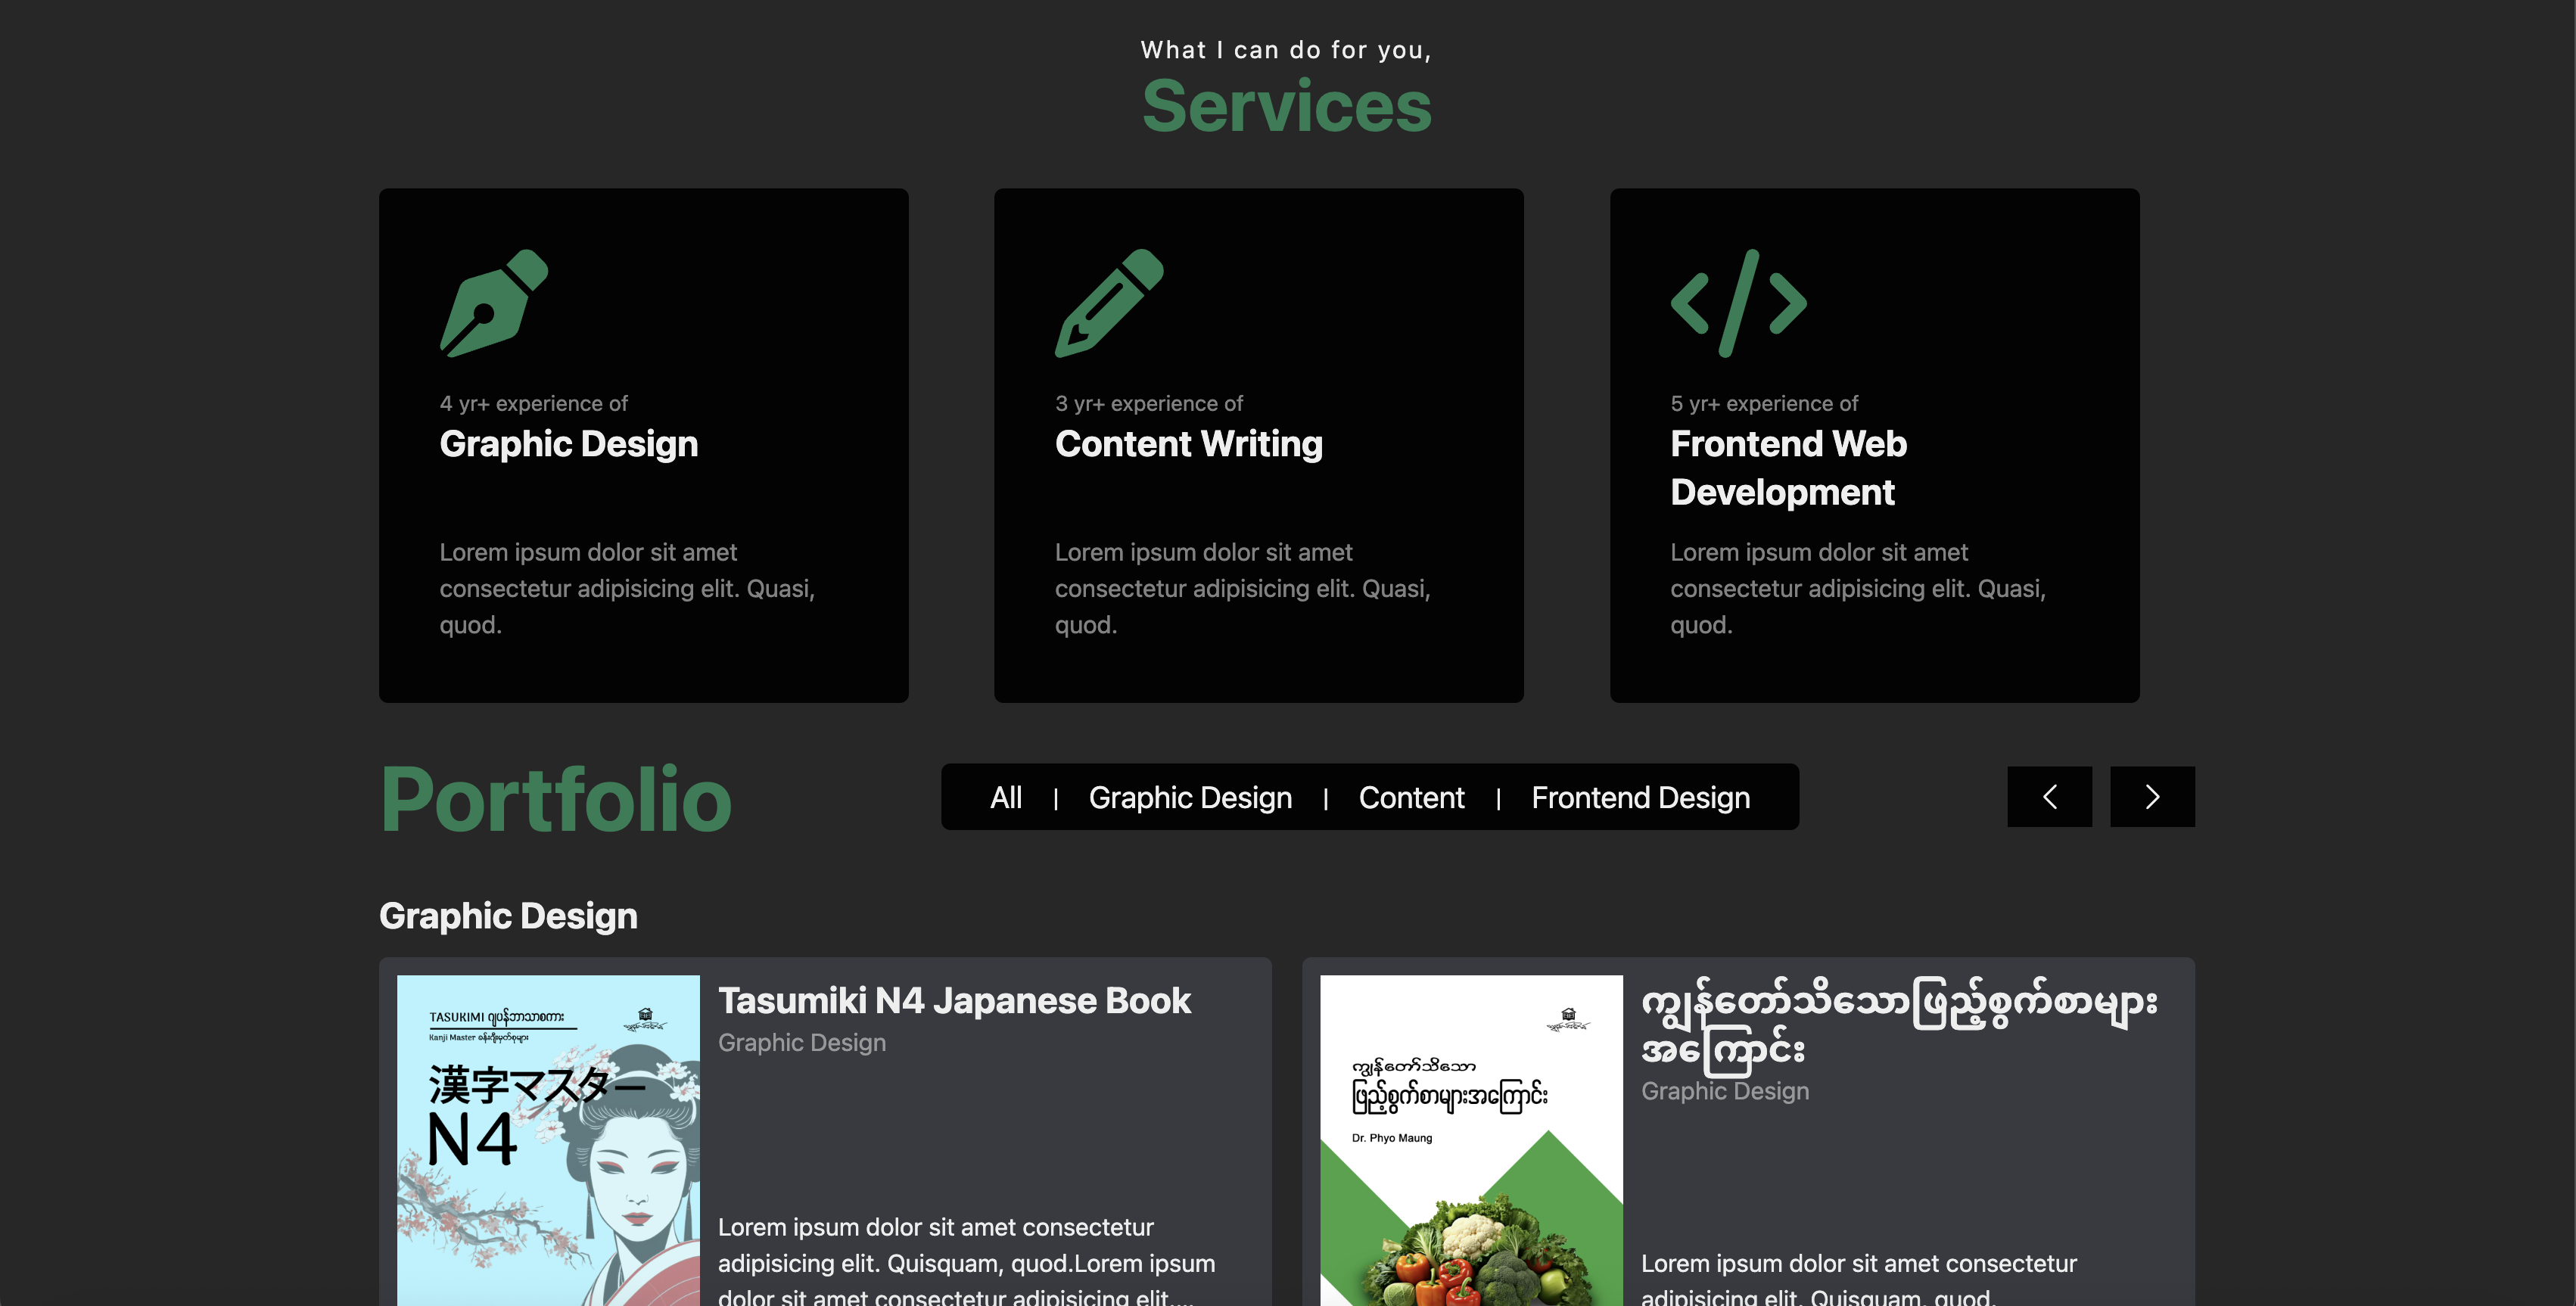 What I can do for you,
Services
4 yr+ experience of
Graphic Design
Lorem ipsum dolor sit amet
consectetur adipisicing elit. Quasi,
quod.
3 yr+ experience of
Content Writing
Lorem ipsum dolor sit amet
consectetur adipisicing elit. Quasi,
quod.
5 yr+ experience of
Frontend Web
Development
Lorem ipsum dolor sit amet
consectetur adipisicing elit. Quasi,
quod.
Portfolio
All | Graphic Design | Content | Frontend Design
Graphic Design
TASUKIMI ဂျပန်ဘာသာစကား
Kanji Master ခန်းဂျီးမှတ်စုများ
漢字マスター
N4
Tasumiki N4 Japanese Book
Graphic Design
Lorem ipsum dolor sit amet consectetur
adipisicing elit. Quisquam, quod.Lorem ipsum
dolor sit amet consectetur adipisicing elit....
ကျွန်တော်သိသော
ဖြည့်စွက်စာများအကြောင်း
Dr. Phyo Maung
ကျွန်တော်သိသောဖြည့်စွက်စာများ
အကြောင်း
Graphic Design
Lorem ipsum dolor sit amet consectetur
adipisicing elit. Quisquam, quod.